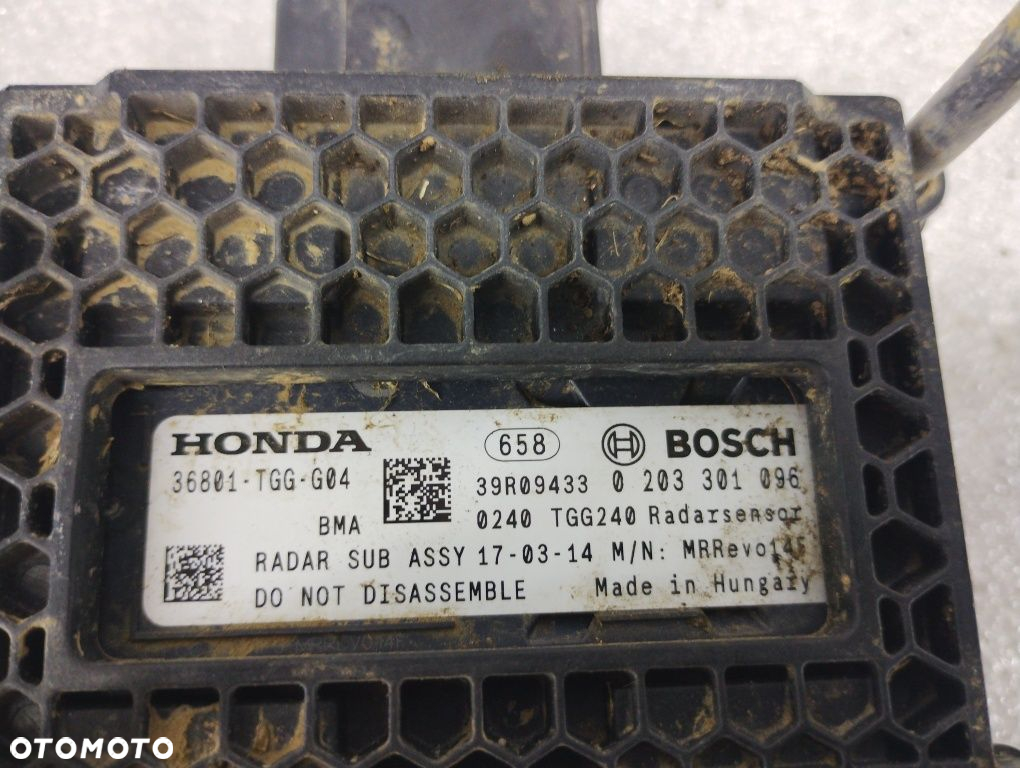 HONDA 658 BOSCH
36801-TGG-G04 39R09433 0 203 301 096
BMA 0240 TGG240 Radarsensor
RADAR SUB ASSY 17-03-14 M/N:
DO NOT DISASSEMBLE Made in Hungary
OTOMOTO